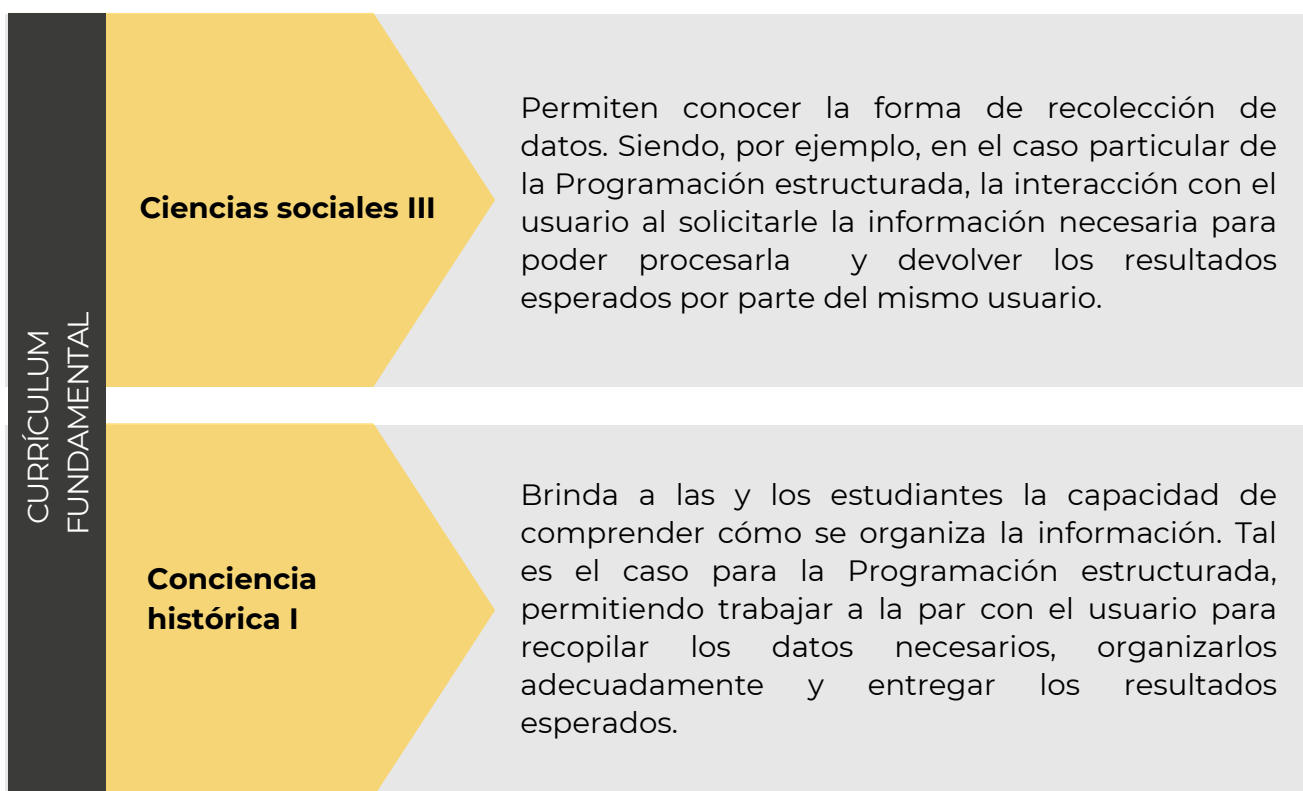 CURRÍCULUM
FUNDAMENTAL
Ciencias sociales III
Permiten conocer la forma de recolección de
datos. Siendo, por ejemplo, en el caso particular de
la Programación estructurada, la interacción con el
usuario al solicitarle la información necesaria para
poder procesarla y devolver los resultados
esperados por parte del mismo usuario.
Conciencia
histórica I
Brinda a las y los estudiantes la capacidad de
comprender cómo se organiza la información. Tal
es el caso para la Programación estructurada,
permitiendo trabajar a la par con el usuario para
recopilar los datos necesarios, organizarlos
adecuadamente y entregar los resultados
esperados.